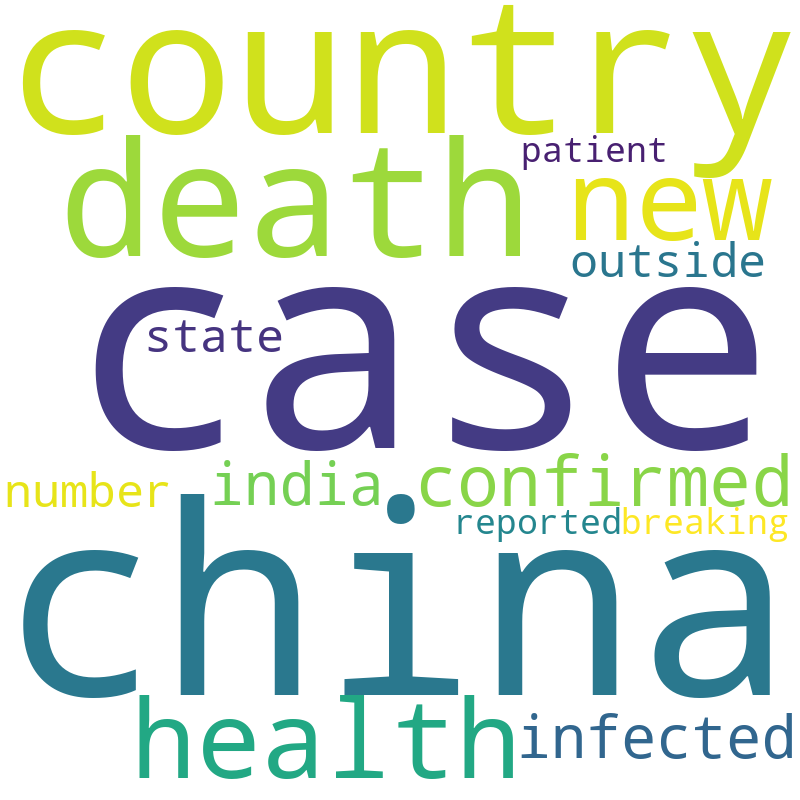 country
death
patient
new
outside
case
state
number india confirmed
reported breaking
china
health infected